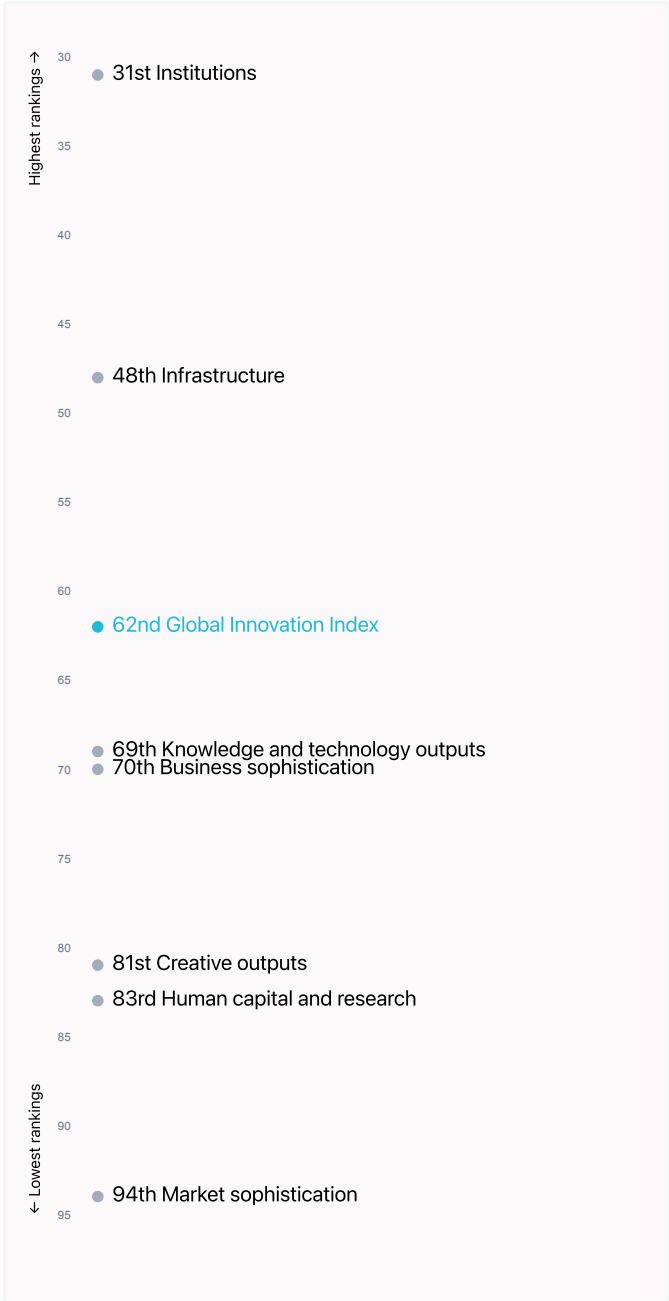 Highest rankings →
30
31st Institutions
35
40
45
48th Infrastructure
50
55
60
62nd Global Innovation Index
65
69th Knowledge and technology outputs
70th Business sophistication
70
75
80
81st Creative outputs
83rd Human capital and research
85
90
← Lowest rankings
94th Market sophistication
95